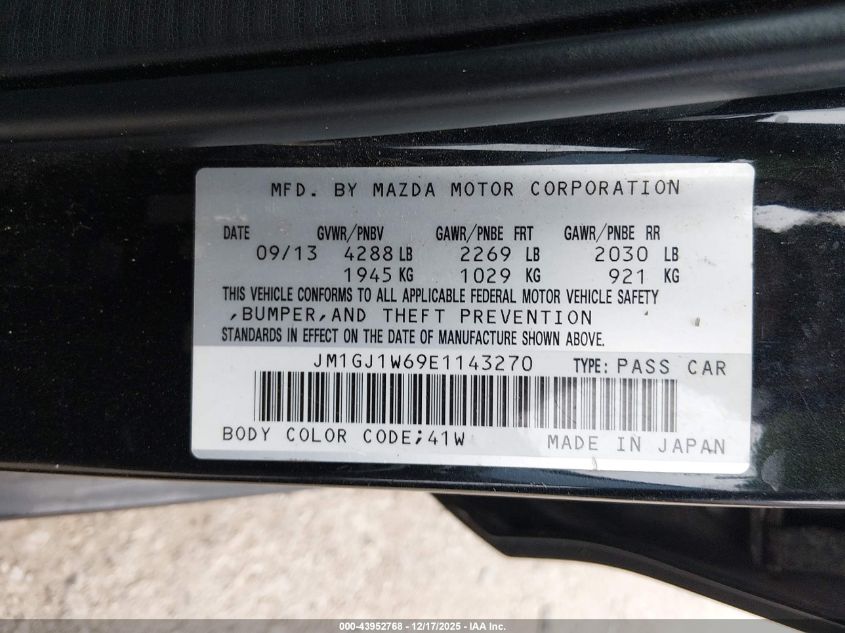 MFD. BY MAZDA MOTOR CORPORATION
DATE GVWR/PNBV GAWR/PNBE FRT GAWR/PNBE RR
09/13 4288 LB 2269 LB 2030 LB
1945 KG 1029 KG 921 KG
THIS VEHICLE CONFORMS TO ALL APPLICABLE FEDERAL MOTOR VEHICLE SAFETY
,BUMPER,AND THEFT PREVENTION
STANDARDS IN EFFECT ON THE DATE OF MANUFACTURE SHOWN ABOVE.
JM1GJ1W69E1143270 TYPE: PASS CAR
BODY COLOR CODE;41W MADE IN JAPAN
000-43952768 - 12/17/2025 - IAA Inc.